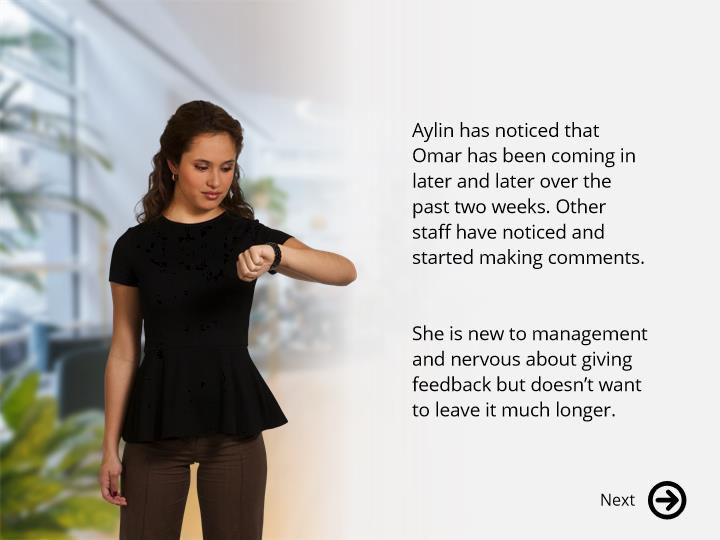 Aylin has noticed that
Omar has been coming in
later and later over the
past two weeks. Other
staff have noticed and
started making comments.
She is new to management
and nervous about giving
feedback but doesn’t want
to leave it much longer.
Next